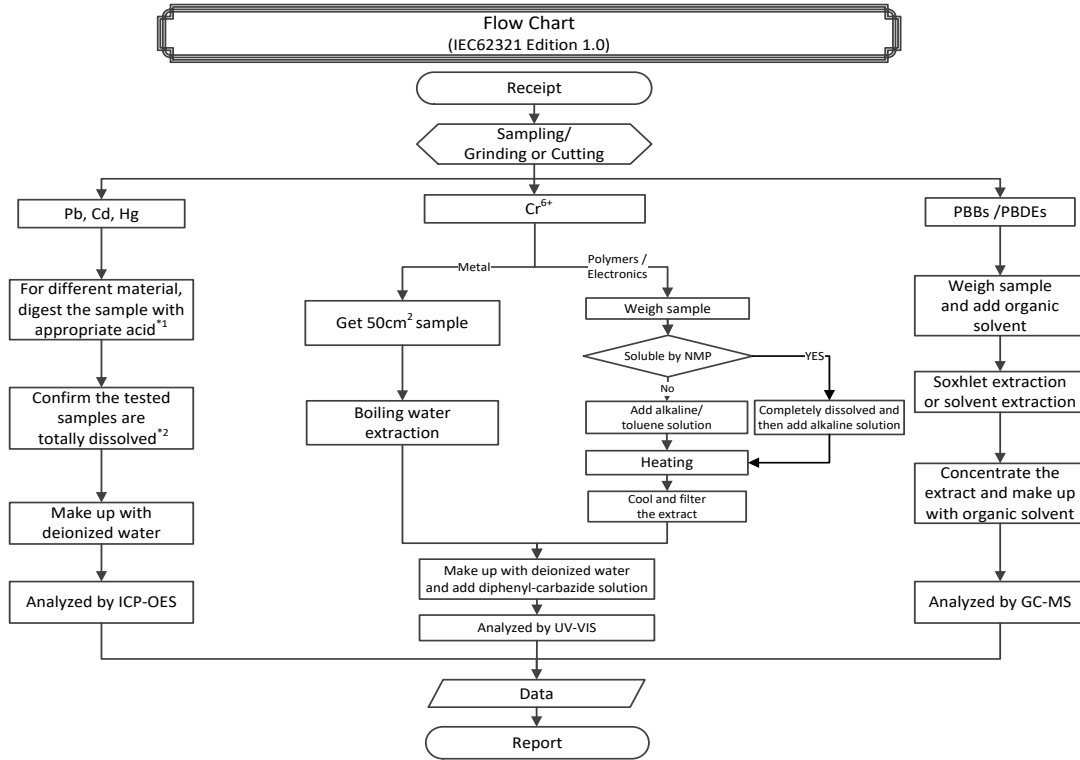 Flow Chart
(IEC62321 Edition 1.0)
Receipt
Sampling/
Grinding or Cutting
Pb, Cd, Hg
For different material,
digest the sample with
appropriate acid*1
Confirm the tested
samples are
totally dissolved*2
Make up with
deionized water
Analyzed by ICP-OES
Cr6+
Metal
Get 50cm2 sample
Boiling water
extraction
Polymers /
Electronics
Weigh sample
Soluble by NMP
YES
No
Add alkaline/
toluene solution
Completely dissolved and
then add alkaline solution
Heating
Cool and filter
the extract
Make up with deionized water
and add diphenyl-carbazide solution
Analyzed by UV-VIS
PBBs /PBDEs
Weigh sample
and add organic
solvent
Soxhlet extraction
or solvent extraction
Concentrate the
extract and make up
with organic solvent
Analyzed by GC-MS
Data
Report